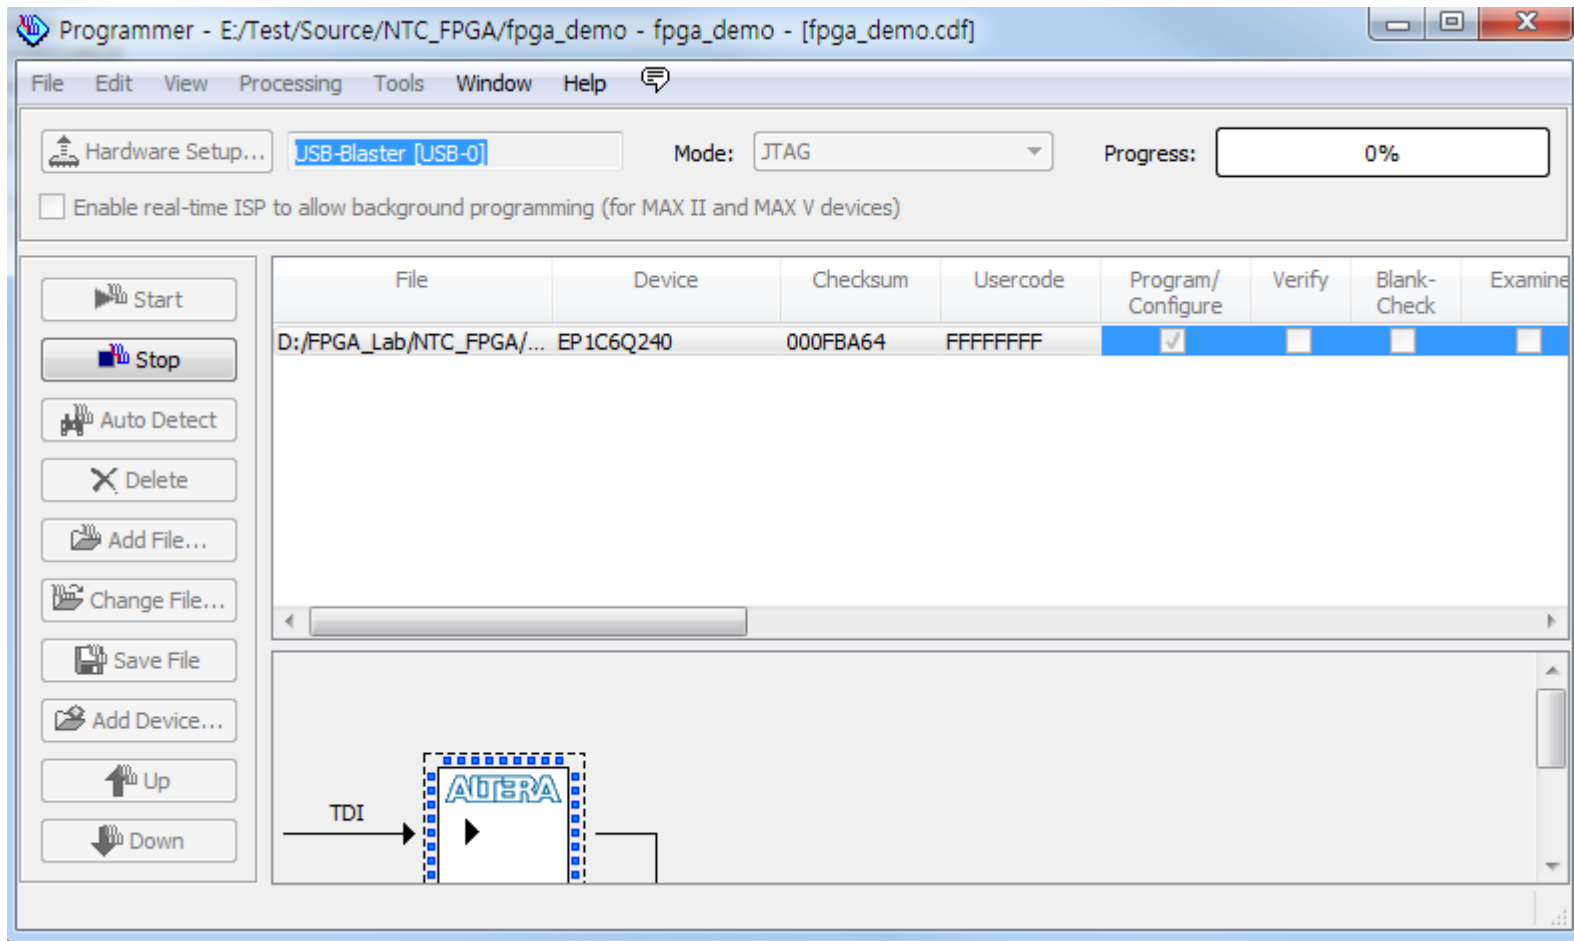 Programmer - E:/Test/Source/NTC_FPGA/fpga_demo - fpga_demo - [fpga_demo.cdf]
File Edit View Processing Tools Window Help
Hardware Setup... USB-Blaster [USB-0] Mode: JTAG Progress: 0%
Enable real-time ISP to allow background programming (for MAX II and MAX V devices)
File Device Checksum Usercode Program/ Configure Verify Blank- Check Examine
D:/FPGA_Lab/NTC_FPGA/... EP1C6Q240 000FBA64 FFFFFFFF
Start
Stop
Auto Detect
Delete
Add File...
Change File...
Save File
Add Device...
Up
Down
ALTERA
TDI